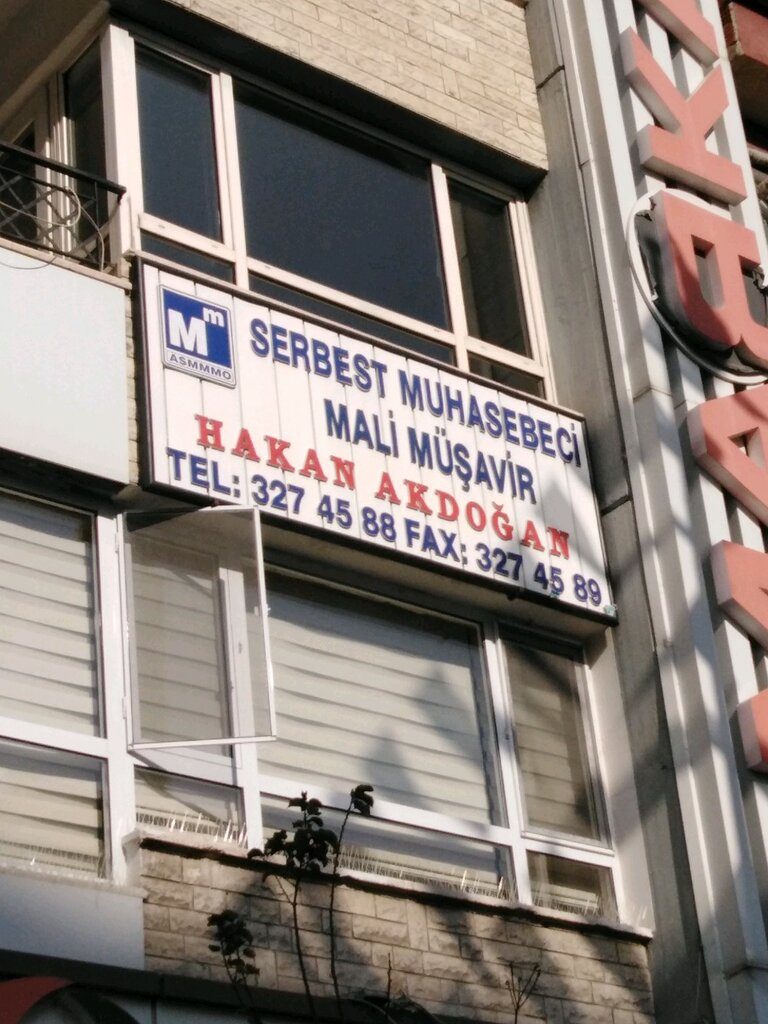 Mm
ASMMMO
SERBEST MUHASEBECİ
MALİ MÜŞAVİR
HAKAN AKDOĞAN
TEL: 327 45 88 FAX: 327 45 89